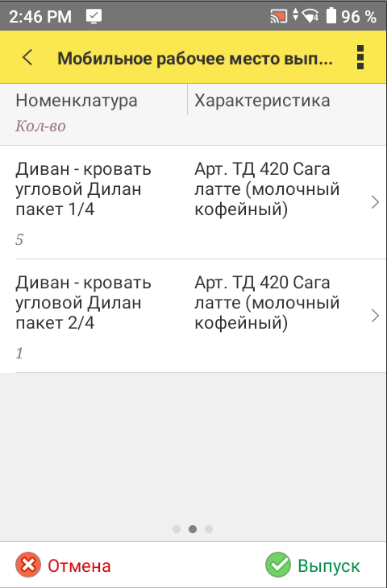 2:46 PM 96 %
Мобильное рабочее место вып...
Номенклатура Характеристика
Кол-во
Диван - кровать Арт. ТД 420 Сага
угловой Дилан латте (молочный
пакет 1/4 кофейный)
5
Диван - кровать Арт. ТД 420 Сага
угловой Дилан латте (молочный
пакет 2/4 кофейный)
1
Отмена Выпуск